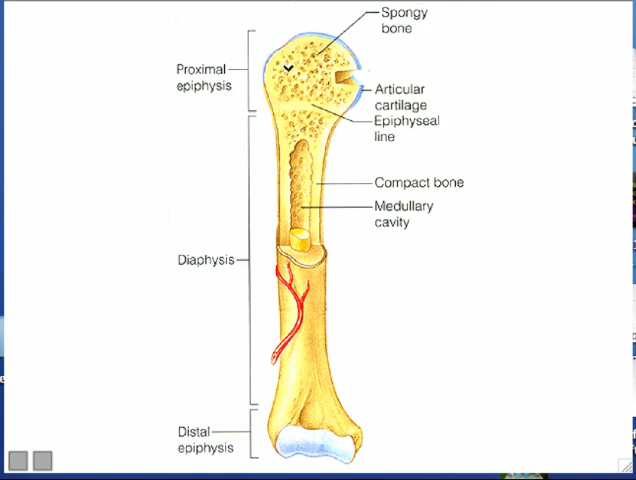 Spongy
bone
Proximal
epiphysis
Articular
cartilage
Epiphyseal
line
Compact bone
Medullary
cavity
Diaphysis
Distal
epiphysis